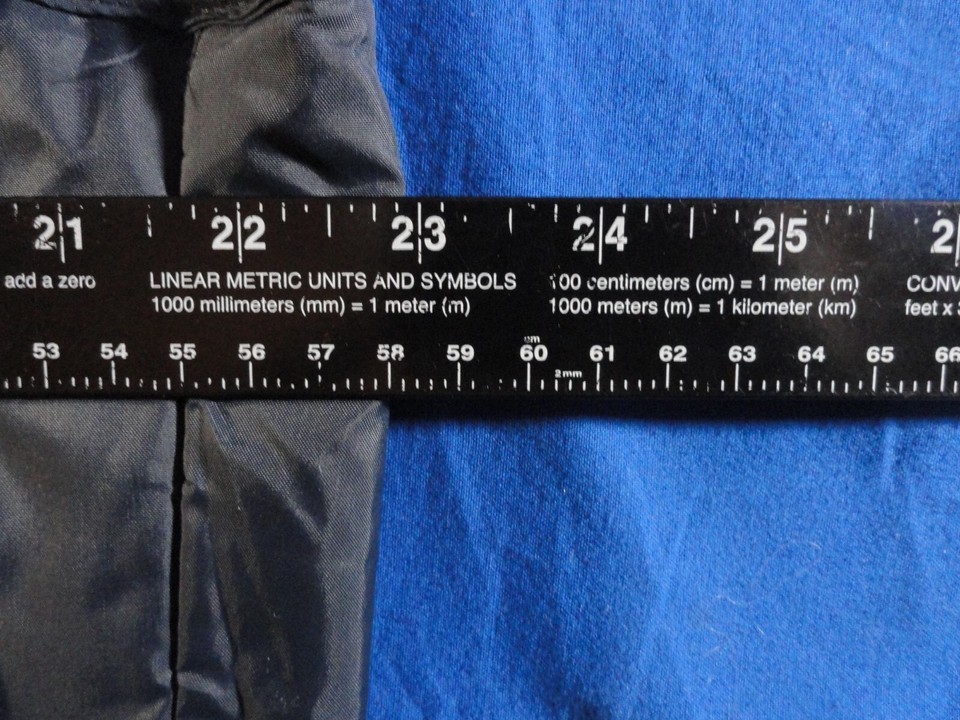 21 22 23 24 25 2
add a zero LINEAR METRIC UNITS AND SYMBOLS 100 centimeters (cm) = 1 meter (m) CONV
1000 millimeters (mm) = 1 meter (m) 1000 meters (m) = 1 kilometer (km) feet x
cm
53 54 55 56 57 58 59 60 61 62 63 64 65 66
2mm